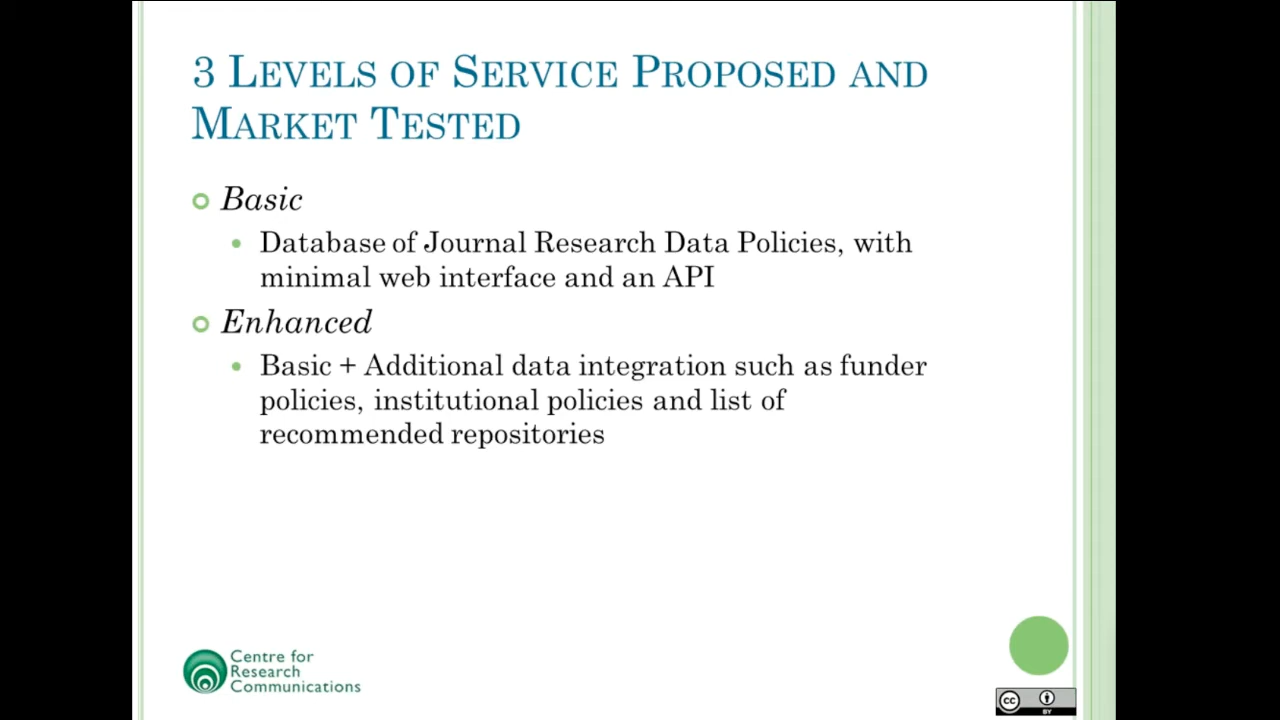 3 Levels of Service Proposed and
Market Tested
Basic
Database of Journal Research Data Policies, with
minimal web interface and an API
Enhanced
Basic + Additional data integration such as funder
policies, institutional policies and list of
recommended repositories
Centre for
Research
Communications
cc
BY